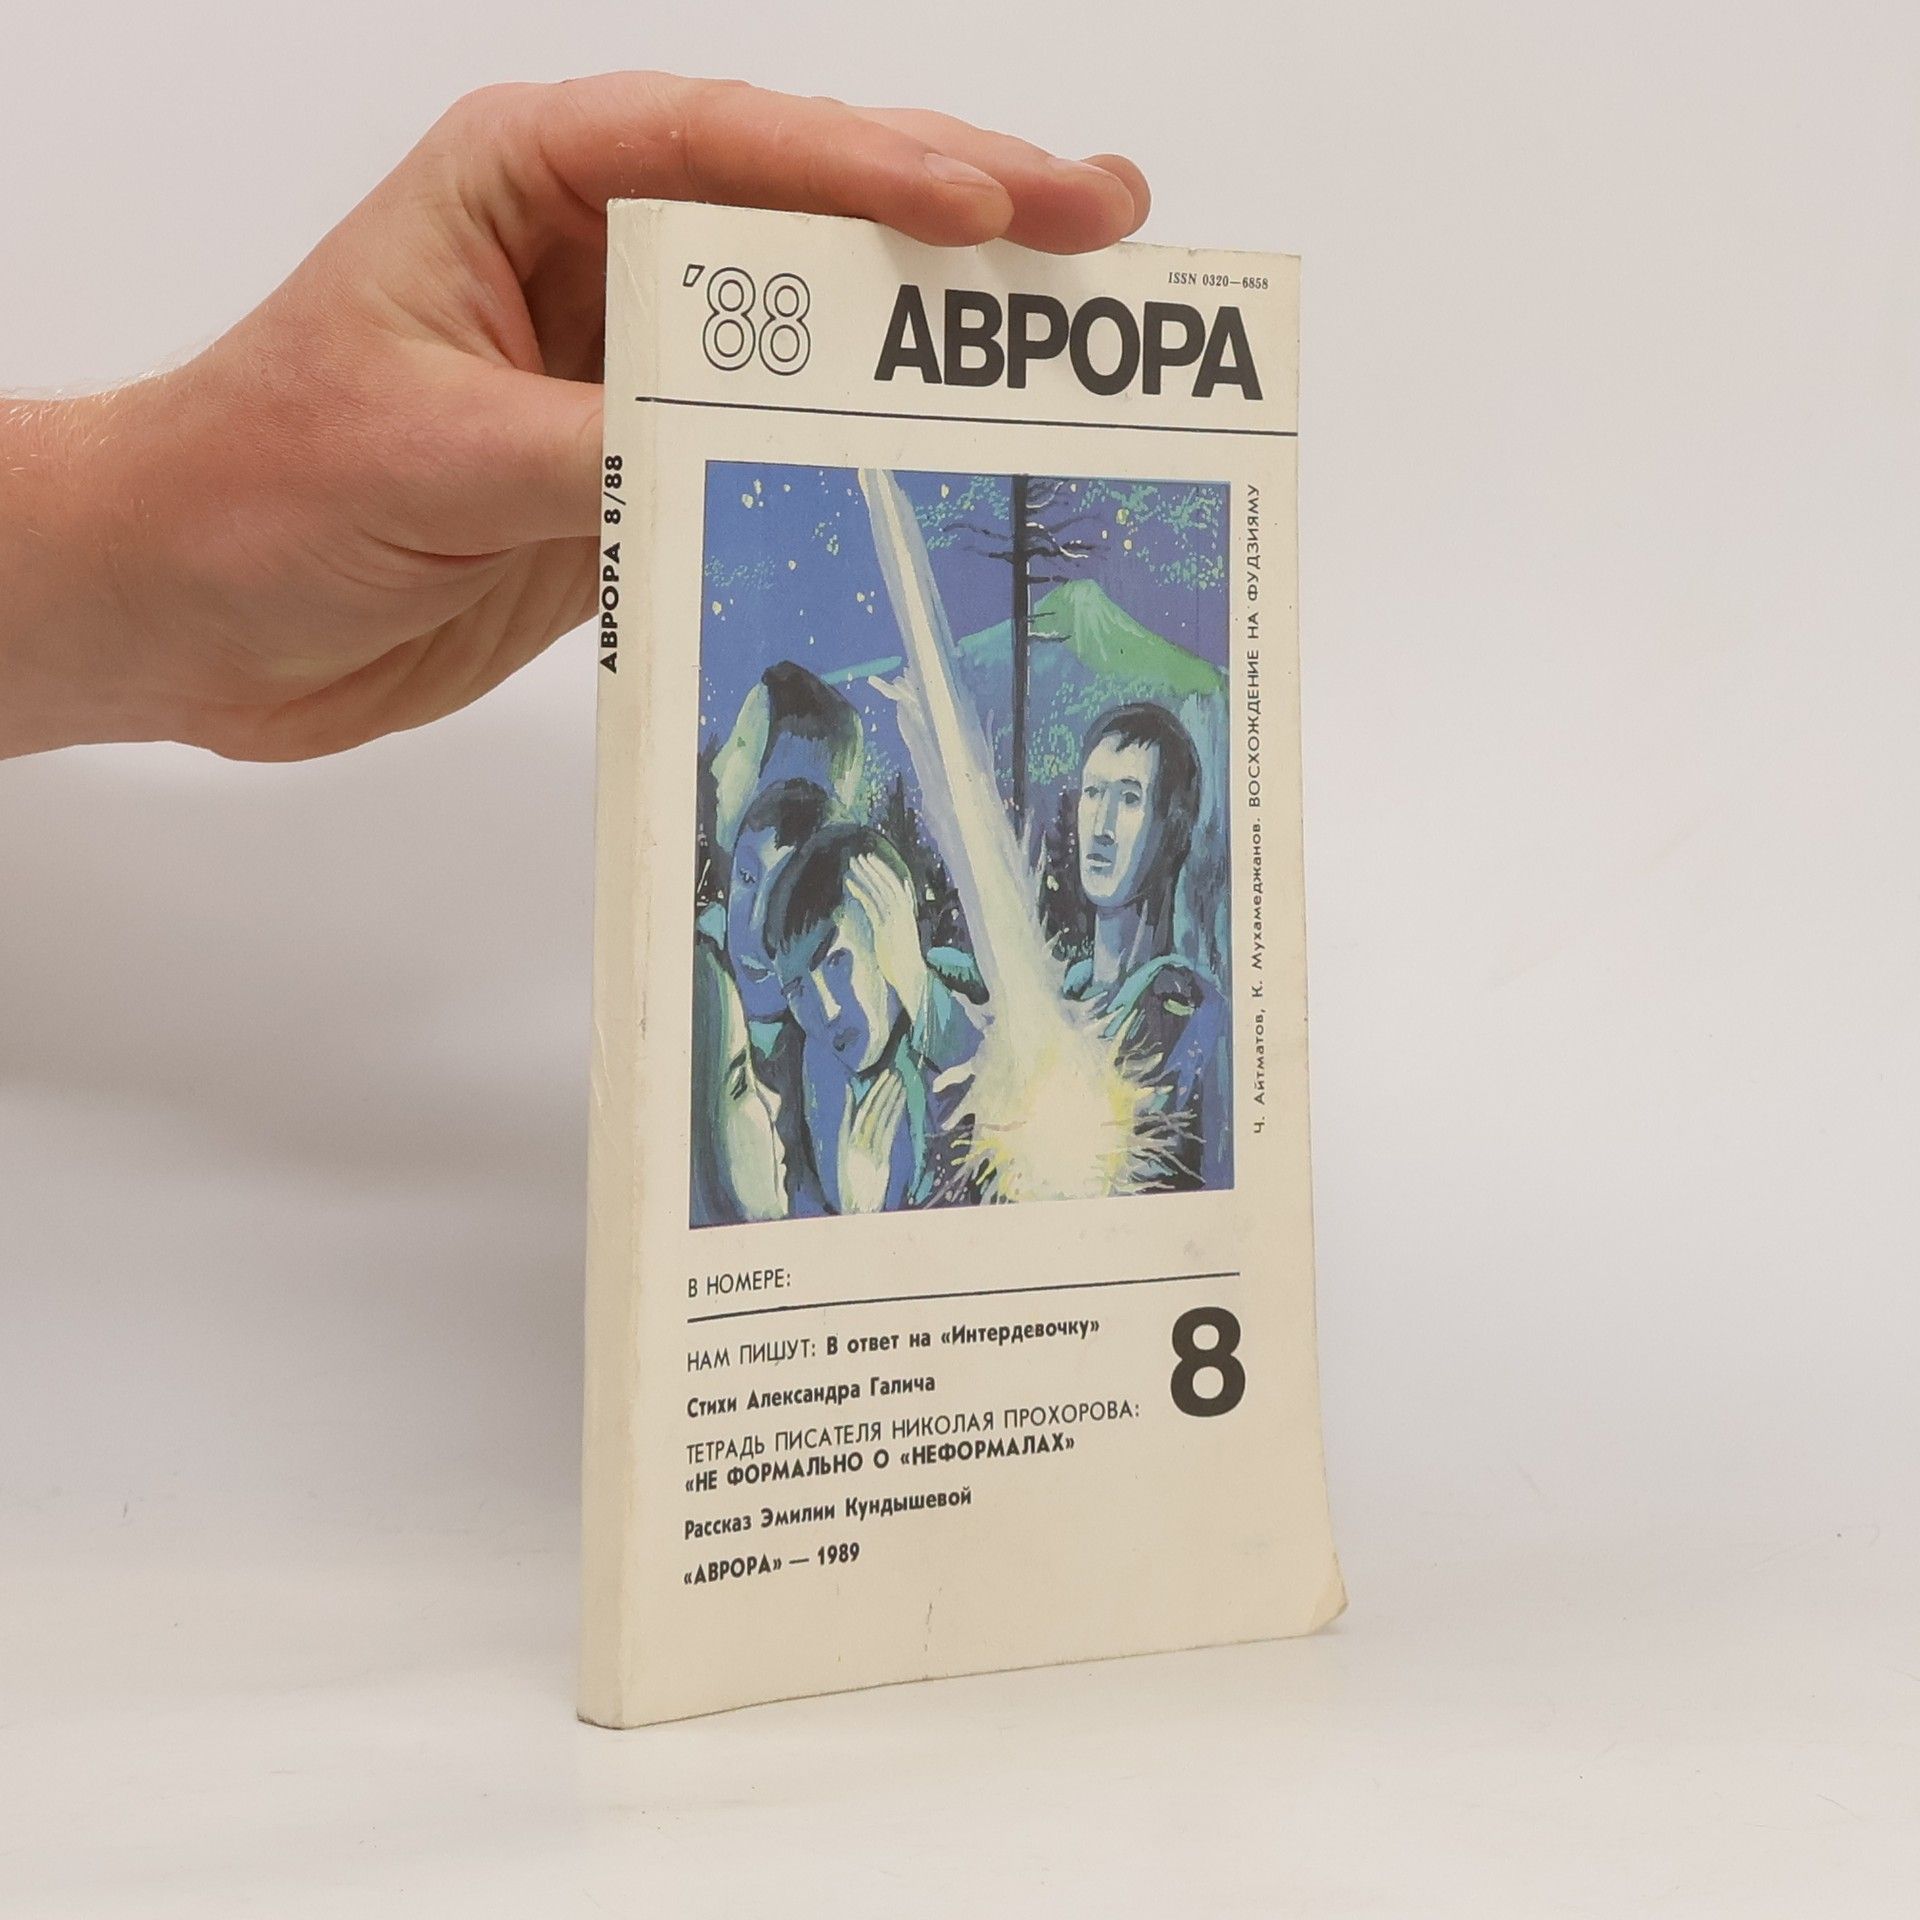 '88
АВРОРА
ISSN 0320—6858
АВРОРА 8/88
Ч. Айтматов, К. Мухамеджанов. ВОСХОЖДЕНИЕ НА ФУДЗИЯМУ
В НОМЕРЕ:
НАМ ПИШУТ: В ответ на «Интердевочку»
Стихи Александра Галича
ТЕТРАДЬ ПИСАТЕЛЯ НИКОЛАЯ ПРОХОРОВА:
«НЕ ФОРМАЛЬНО О «НЕФОРМАЛАХ»
Рассказ Эмилии Кундышевой
«АВРОРА» — 1989
8